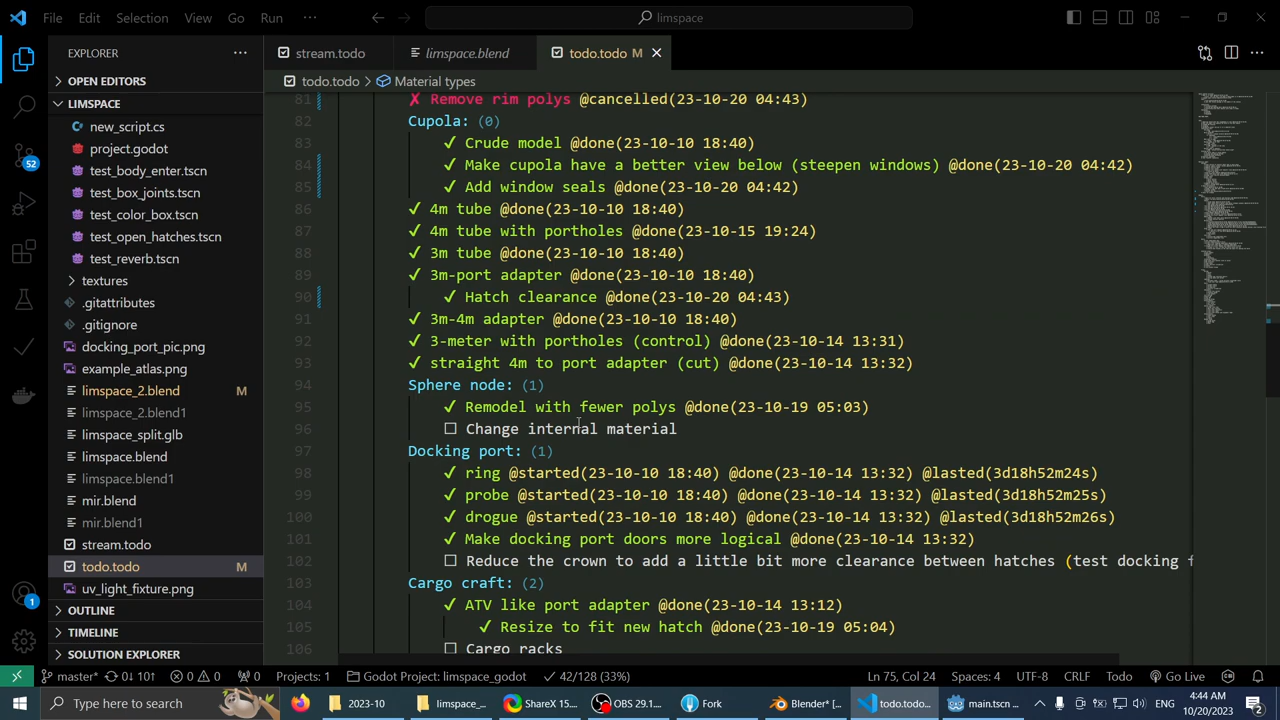 File Edit Selection View Go Run ··· limspace
EXPLORER ···
stream.todo limspace.blend todo.todo M
OPEN EDITORS
todo.todo > Material types
LIMSPACE
new_script.cs
project.godot
test_body_enter.tscn
test_box_joints.tscn
test_color_box.tscn
test_open_hatches.tscn
test_reverb.tscn
textures
.gitattributes
.gitignore
docking_port_pic.png
example_atlas.png
limspace_2.blend M
limspace_2.blend1
limspace_split.glb
limspace.blend
limspace.blend1
mir.blend
mir.blend1
stream.todo
todo.todo M
uv_light_fixture.png
OUTLINE
TIMELINE
SOLUTION EXPLORER
52
1
81 ✗ Remove rim polys @cancelled(23-10-20 04:43)
82 Cupola: (0)
83 ✓ Crude model @done(23-10-10 18:40)
84 ✓ Make cupola have a better view below (steepen windows) @done(23-10-20 04:42)
85 ✓ Add window seals @done(23-10-20 04:42)
86 ✓ 4m tube @done(23-10-10 18:40)
87 ✓ 4m tube with portholes @done(23-10-15 19:24)
88 ✓ 3m tube @done(23-10-10 18:40)
89 ✓ 3m-port adapter @done(23-10-10 18:40)
90 ✓ Hatch clearance @done(23-10-20 04:43)
91 ✓ 3m-4m adapter @done(23-10-10 18:40)
92 ✓ 3-meter with portholes (control) @done(23-10-14 13:31)
93 ✓ straight 4m to port adapter (cut) @done(23-10-14 13:32)
94 Sphere node: (1)
95 ✓ Remodel with fewer polys @done(23-10-19 05:03)
96 ☐ Change internal material
97 Docking port: (1)
98 ✓ ring @started(23-10-10 18:40) @done(23-10-14 13:32) @lasted(3d18h52m24s)
99 ✓ probe @started(23-10-10 18:40) @done(23-10-14 13:32) @lasted(3d18h52m25s)
100 ✓ drogue @started(23-10-10 18:40) @done(23-10-14 13:32) @lasted(3d18h52m26s)
101 ✓ Make docking port doors more logical @done(23-10-14 13:32)
102 ☐ Reduce the crown to add a little bit more clearance between hatches (test docking f
103 Cargo craft: (2)
104 ✓ ATV like port adapter @done(23-10-14 13:12)
105 ✓ Resize to fit new hatch @done(23-10-19 05:04)
106 ☐ Cargo racks
master* 0↓ 10↑ 0 0 0 Projects: 1 Godot Project: limspace_godot 42/128 (33%) Ln 75, Col 24 Spaces: 4 UTF-8 CRLF Todo Go Live
Type here to search 2023-10 limspace_... ShareX 15.... OBS 29.1.... Fork Blender* [... todo.todo... main.tscn ... ENG 4:44 AM 10/20/2023 2